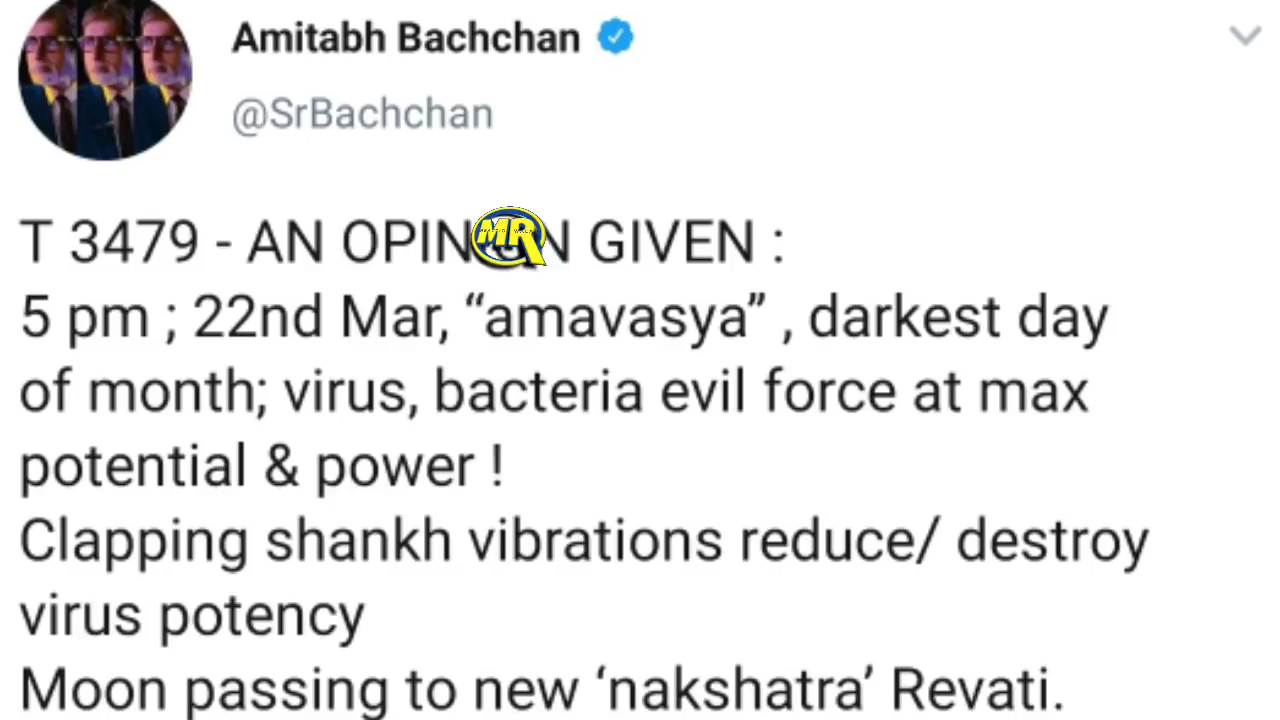 Amitabh Bachchan
@SrBachchan
T 3479 - AN OPINION GIVEN :
5 pm ; 22nd Mar, “amavasya” , darkest day
of month; virus, bacteria evil force at max
potential & power !
Clapping shankh vibrations reduce/ destroy
virus potency
Moon passing to new ‘nakshatra’ Revati.
MR